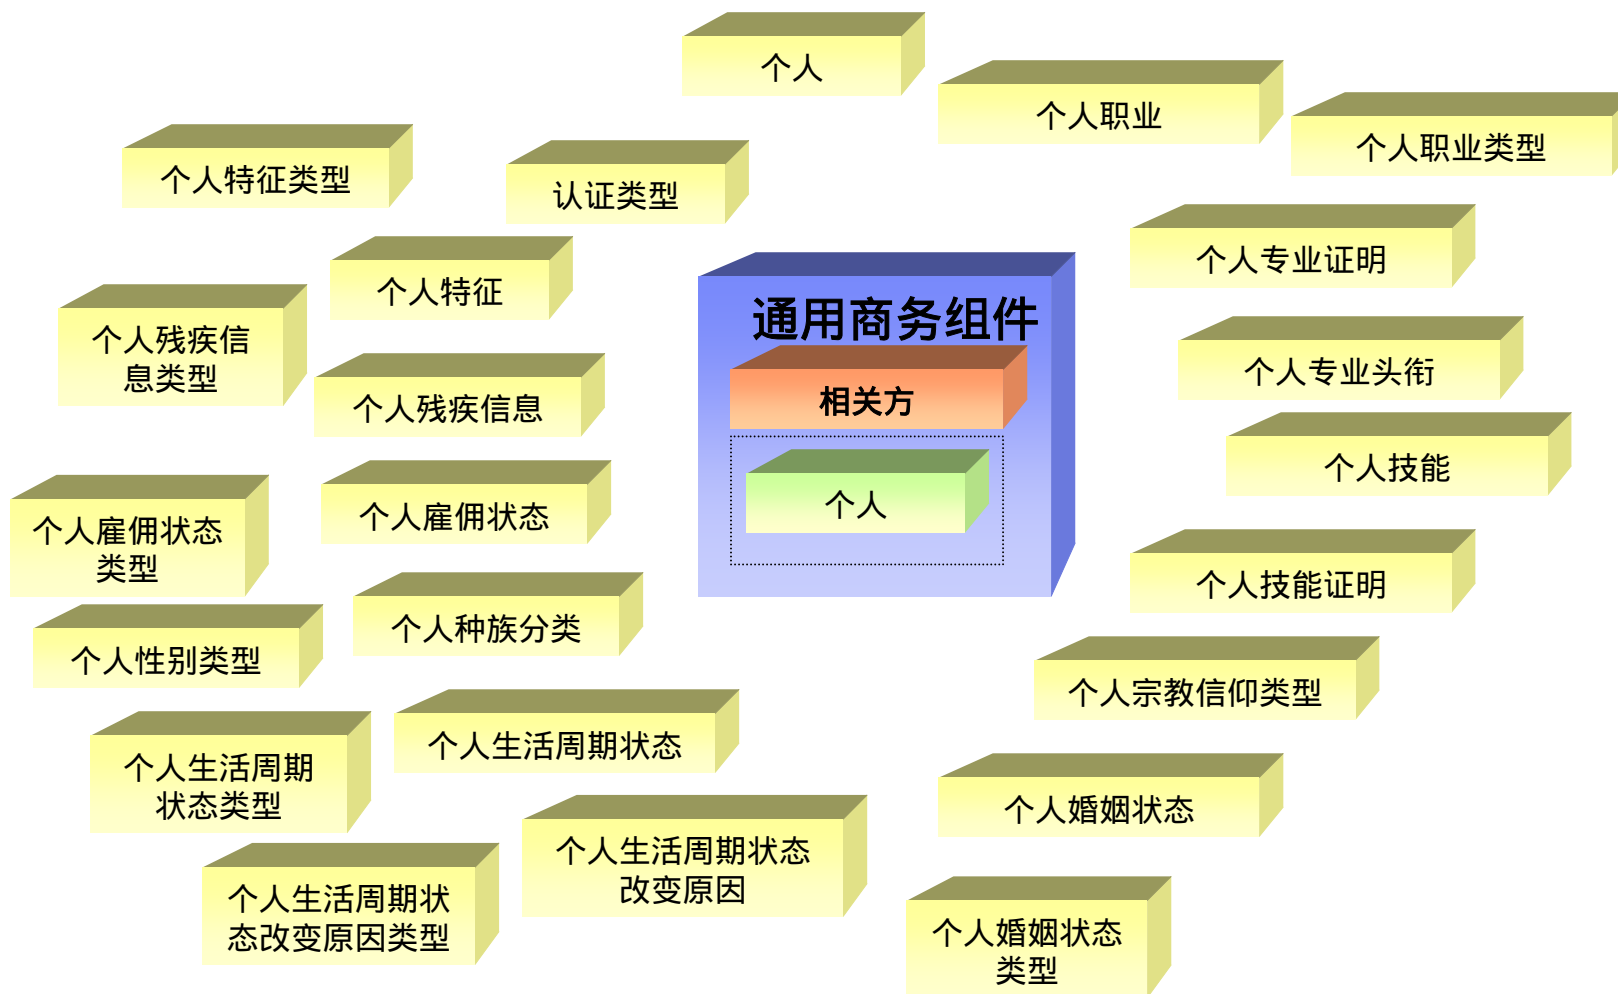 个人
个人职业
个人职业类型
个人特征类型
认证类型
个人专业证明
个人特征
通用商务组件
个人残疾信
息类型
个人专业头衔
个人残疾信息
相关方
个人技能
个人雇佣状态
类型
个人雇佣状态
个人
个人技能证明
个人种族分类
个人性别类型
个人宗教信仰类型
个人生活周期状态
个人生活周期
状态类型
个人婚姻状态
个人生活周期状态
改变原因
个人生活周期状
态改变原因类型
个人婚姻状态
类型